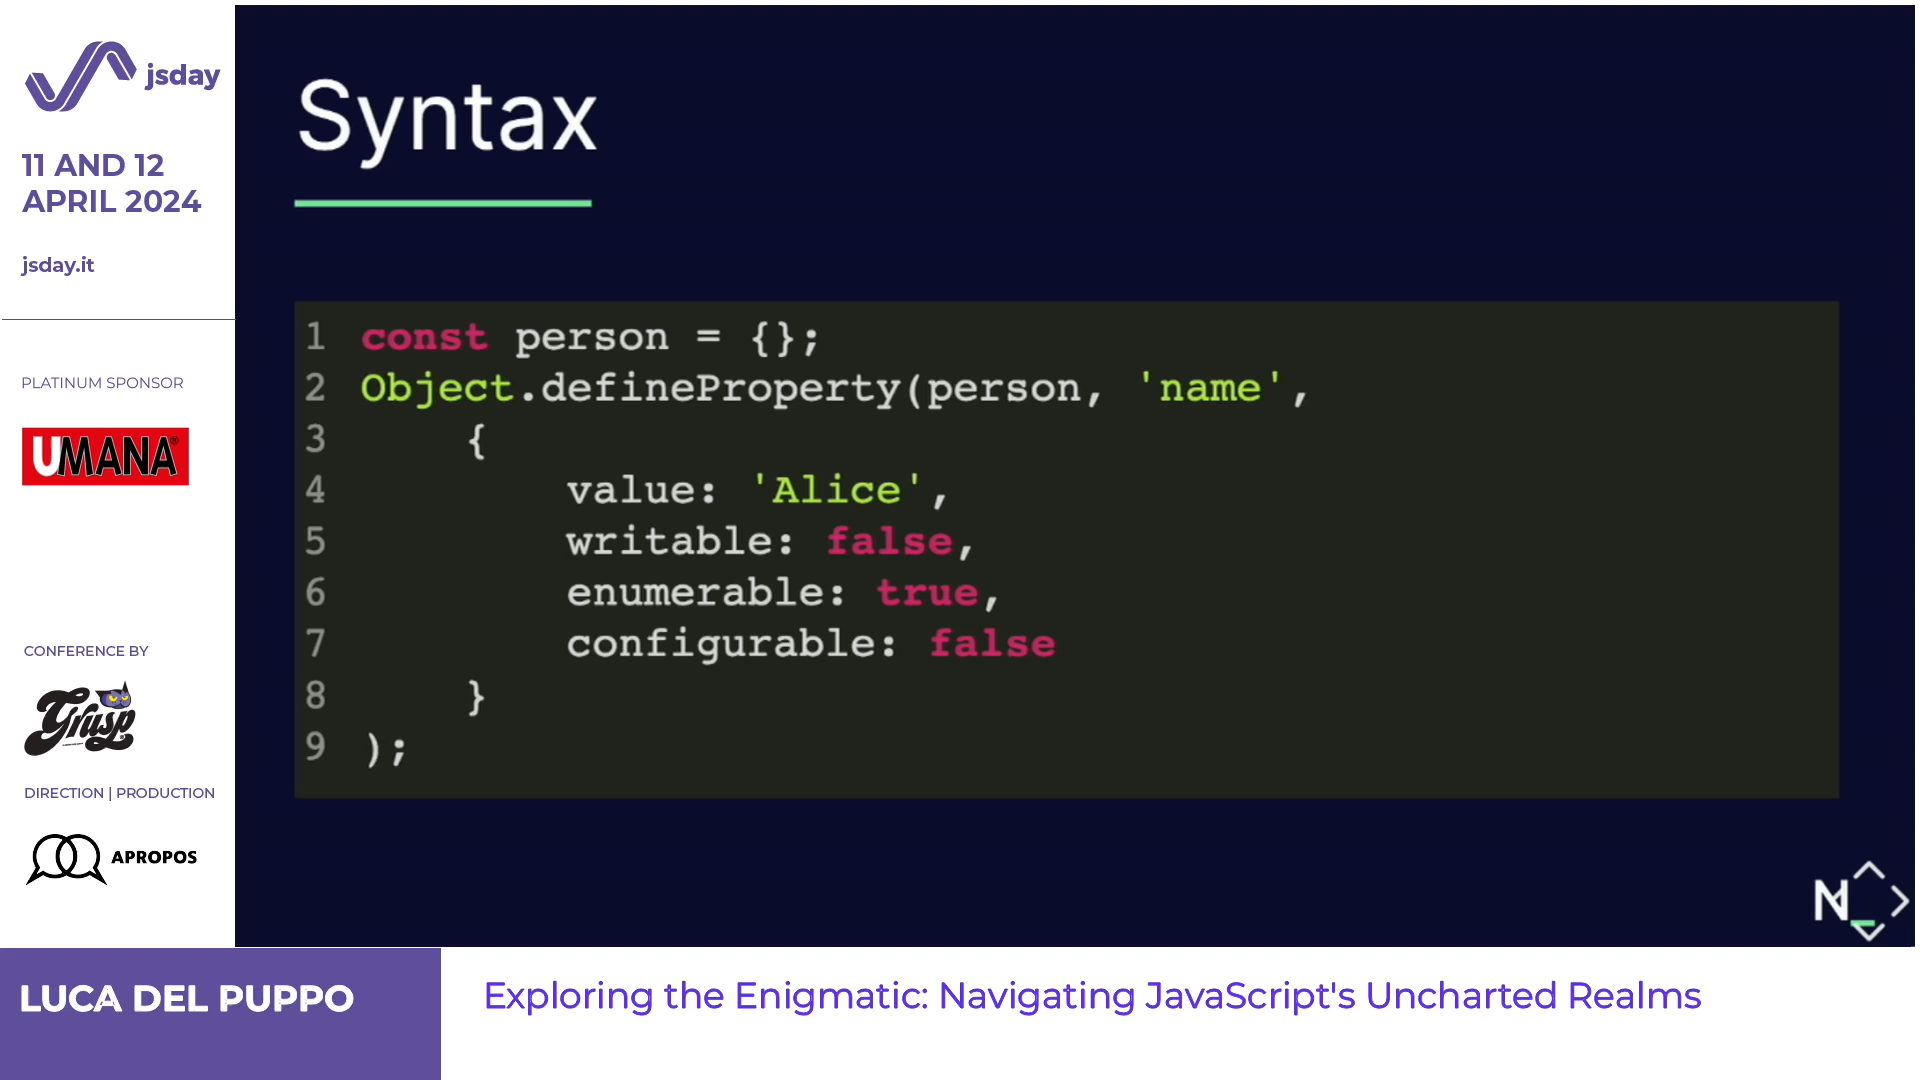 jsday
11 AND 12
APRIL 2024
jsday.it
PLATINUM SPONSOR
UMANA®
CONFERENCE BY
Grusp
DIRECTION | PRODUCTION
APROPOS
Syntax
1 const person = {};
2 Object.defineProperty(person, 'name',
3     {
4         value: 'Alice',
5         writable: false,
6         enumerable: true,
7         configurable: false
8     }
9 );
N
LUCA DEL PUPPO
Exploring the Enigmatic: Navigating JavaScript's Uncharted Realms